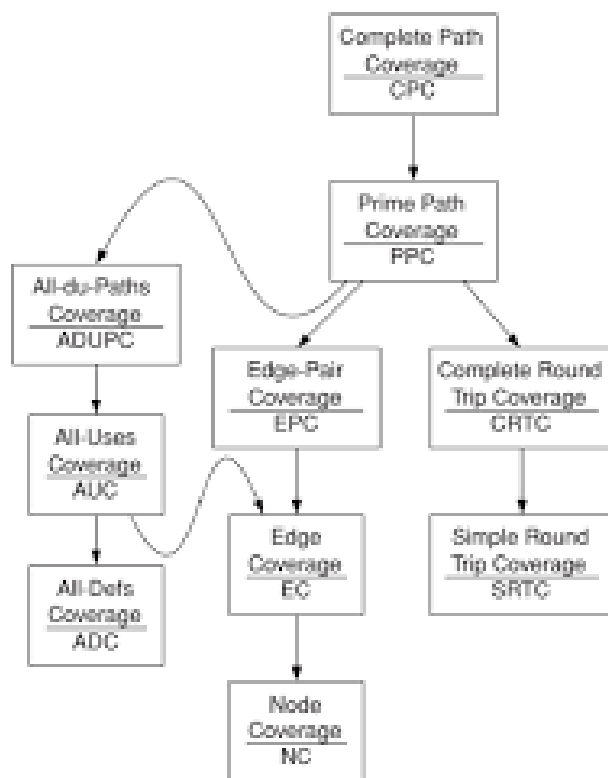 Complete Path
Coverage
CPC
Prime Path
Coverage
PPC
All-du-Paths
Coverage
ADUPC
Edge-Pair
Coverage
EPC
Complete Round
Trip Coverage
CRTC
All-Uses
Coverage
AUC
Edge
Coverage
EC
Simple Round
Trip Coverage
SRTC
All-Defs
Coverage
ADC
Node
Coverage
NC